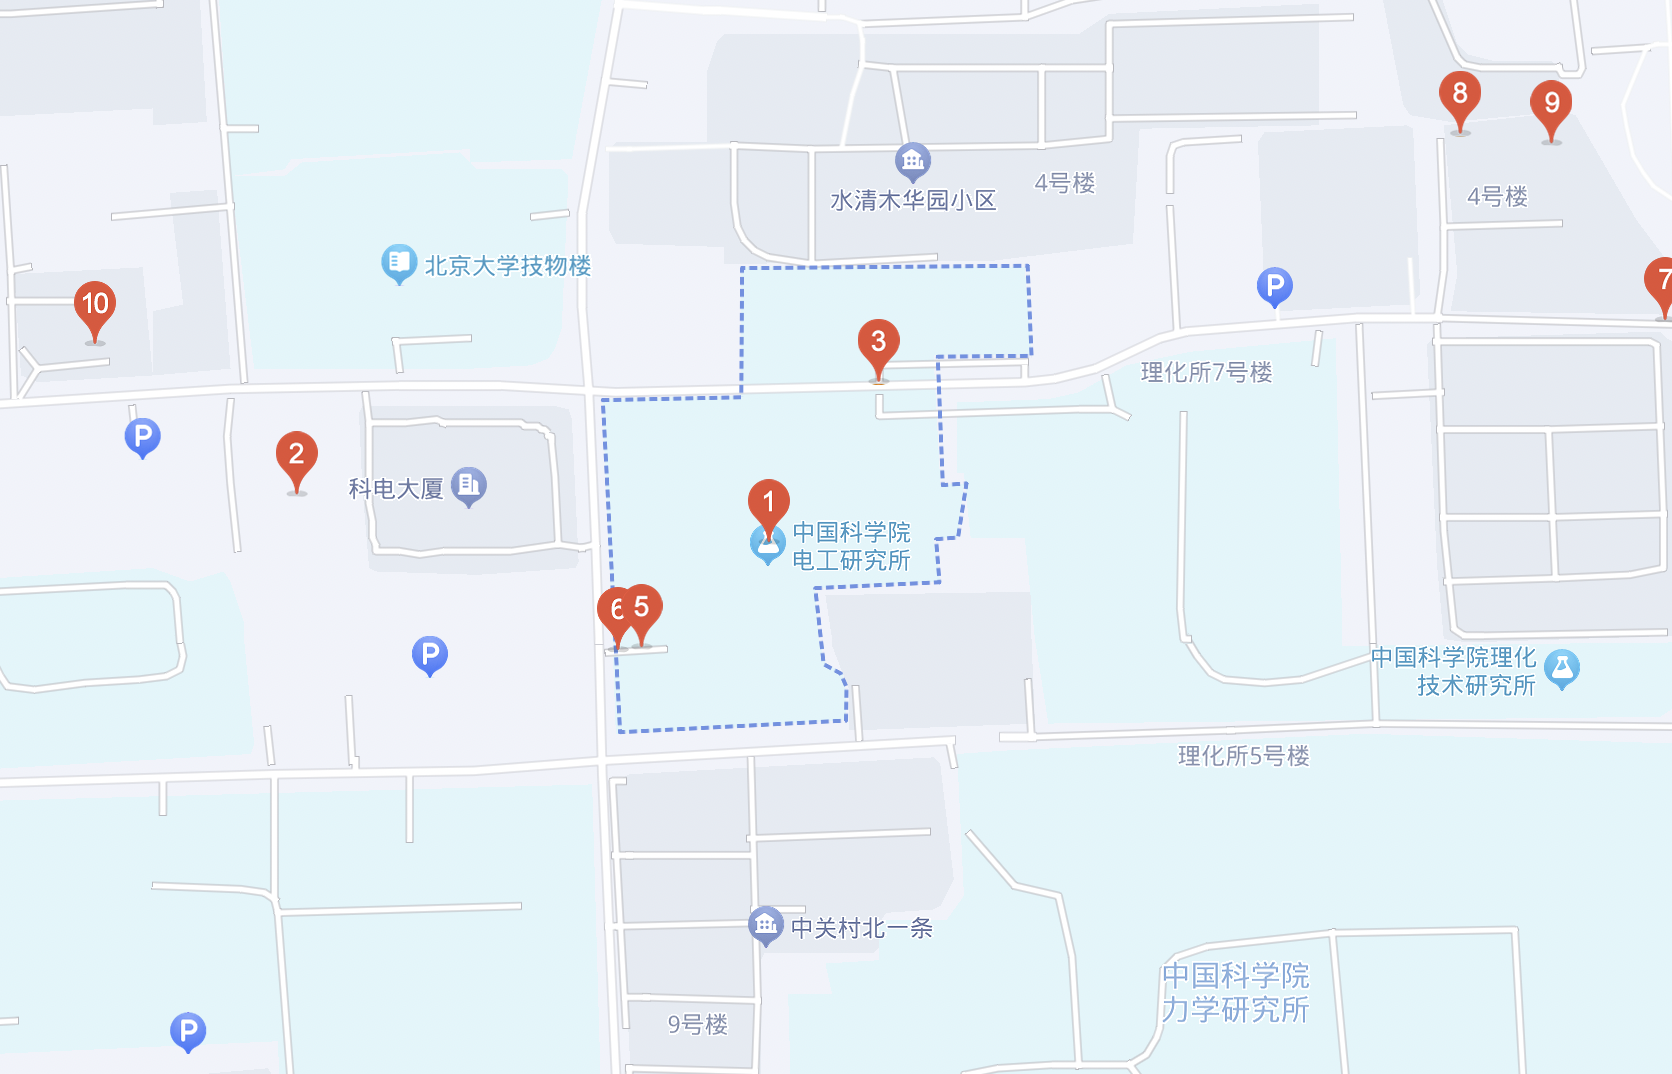 8
9
4号楼
水清木华园小区
4号楼
北京大学技物楼
7
P
10
3
理化所7号楼
P
2
科电大厦
1
中国科学院
电工研究所
6
5
P
中国科学院理化
技术研究所
理化所5号楼
中关村北一条
中国科学院
力学研究所
9号楼
P